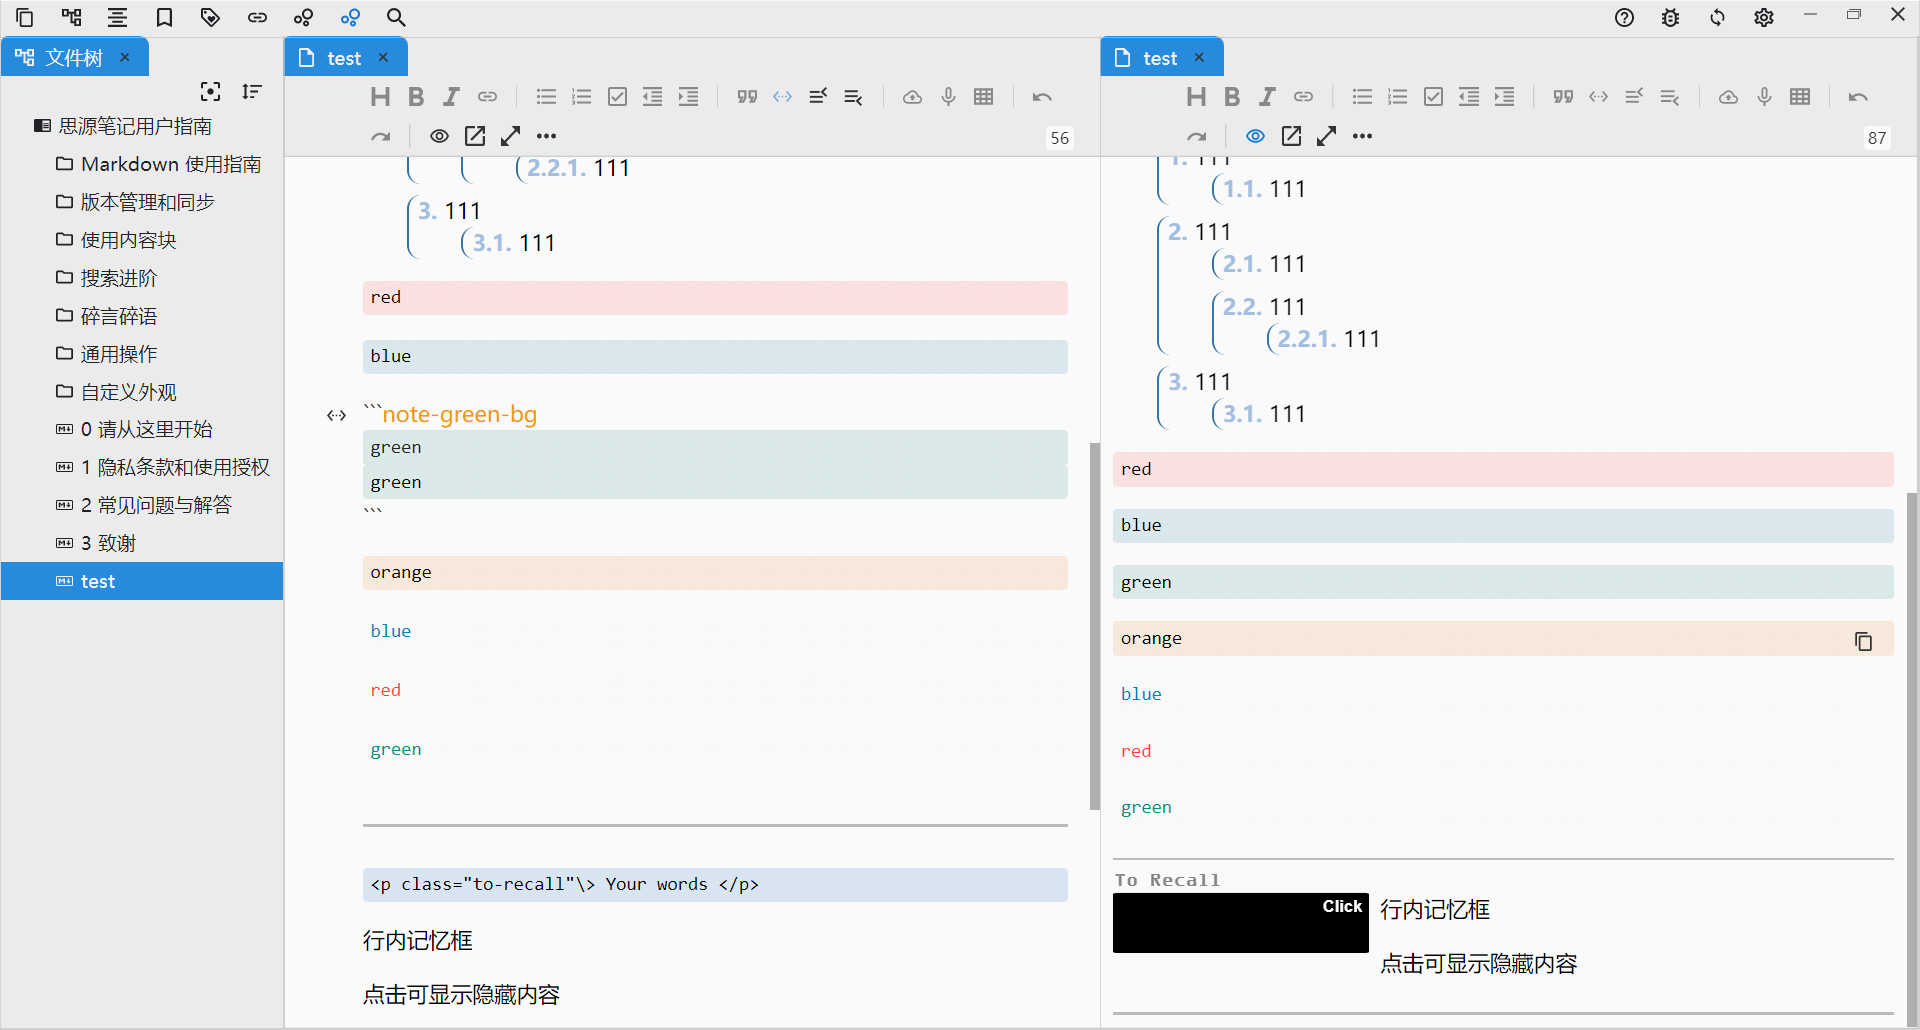 文件树 ×
思源笔记用户指南
Markdown 使用指南
版本管理和同步
使用内容块
搜索进阶
碎言碎语
通用操作
自定义外观
0 请从这里开始
1 隐私条款和使用授权
2 常见问题与解答
3 致谢
test
test ×
56
2.2.1. 111
3. 111
3.1. 111
red
blue
```note-green-bg
green
green
```
orange
blue
red
green
<p class="to-recall"\> Your words </p>
行内记忆框
点击可显示隐藏内容
test ×
87
1. 111
1.1. 111
2. 111
2.1. 111
2.2. 111
2.2.1. 111
3. 111
3.1. 111
red
blue
green
orange
blue
red
green
To Recall
Click
行内记忆框
点击可显示隐藏内容